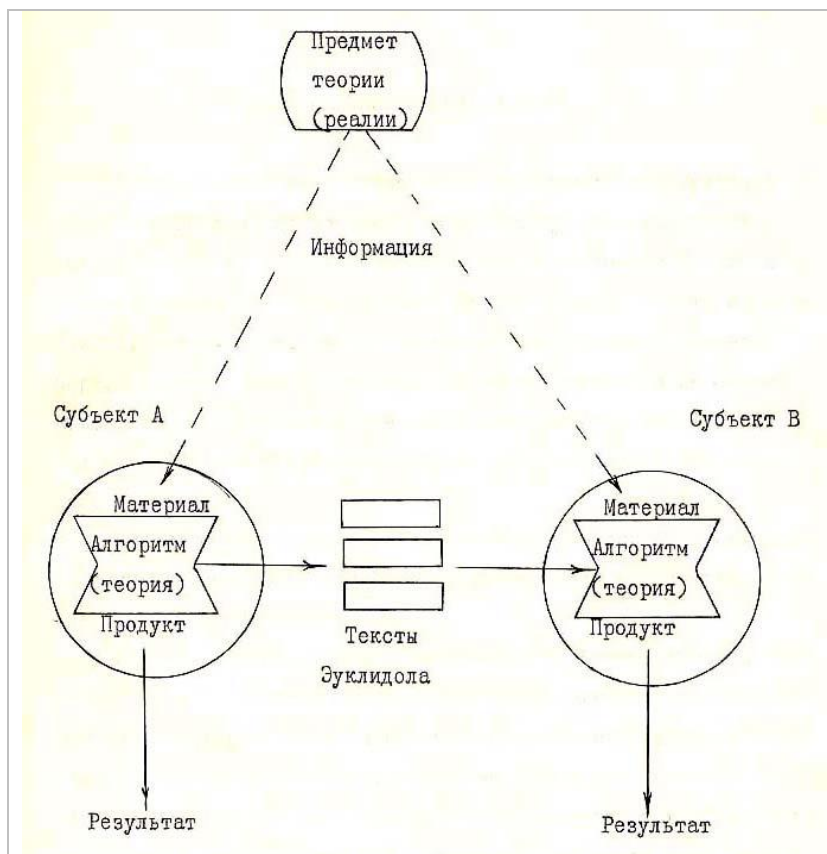 Предмет
теории
(реалии)
Информация
Субъект А
Субъект В
Материал
Алгоритм
(теория)
Продукт
Материал
Алгоритм
(теория)
Продукт
Тексты
Эуклидола
Результат
Результат